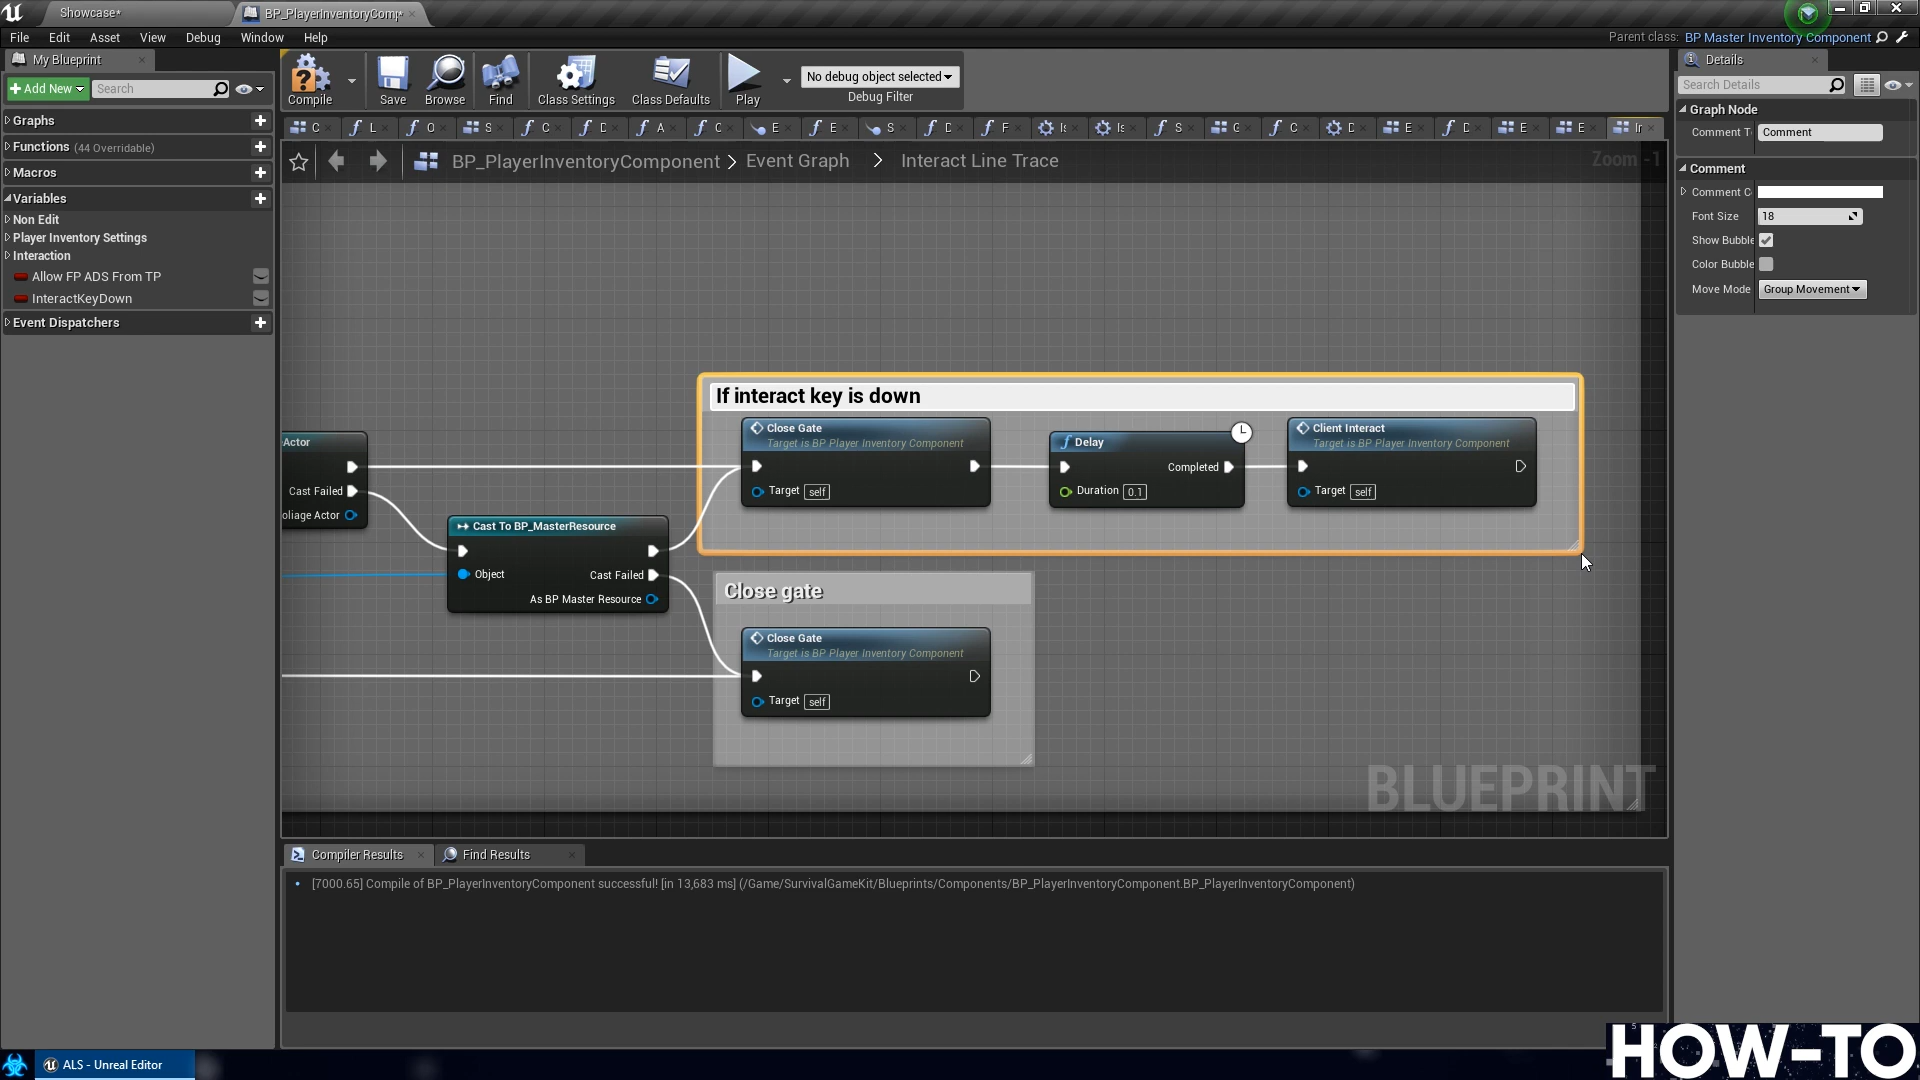 Showcase*
BP_PlayerInventoryComp*
File Edit Asset View Debug Window Help
Parent class: BP Master Inventory Component
My Blueprint
Add New
Search
Graphs
Functions (44 Overridable)
Macros
Variables
Non Edit
Player Inventory Settings
Interaction
Allow FP ADS From TP
InteractKeyDown
Event Dispatchers
Compile Save Browse Find Class Settings Class Defaults Play
No debug object selected
Debug Filter
BP_PlayerInventoryComponent > Event Graph > Interact Line Trace
Zoom -1
If interact key is down
Close Gate
Target is BP Player Inventory Component
Target self
Delay
Completed
Duration 0.1
Client Interact
Target is BP Player Inventory Component
Target self
Actor
Cast Failed
oliage Actor
Cast To BP_MasterResource
Object
Cast Failed
As BP Master Resource
Close gate
Close Gate
Target is BP Player Inventory Component
Target self
BLUEPRINT
Compiler Results
Find Results
[7000.65] Compile of BP_PlayerInventoryComponent successful! [in 13,683 ms] (/Game/SurvivalGameKit/Blueprints/Components/BP_PlayerInventoryComponent.BP_PlayerInventoryComponent)
Details
Search Details
Graph Node
Comment T Comment
Comment
Comment C
Font Size 18
Show Bubble
Color Bubble
Move Mode Group Movement
ALS - Unreal Editor
HOW-TO